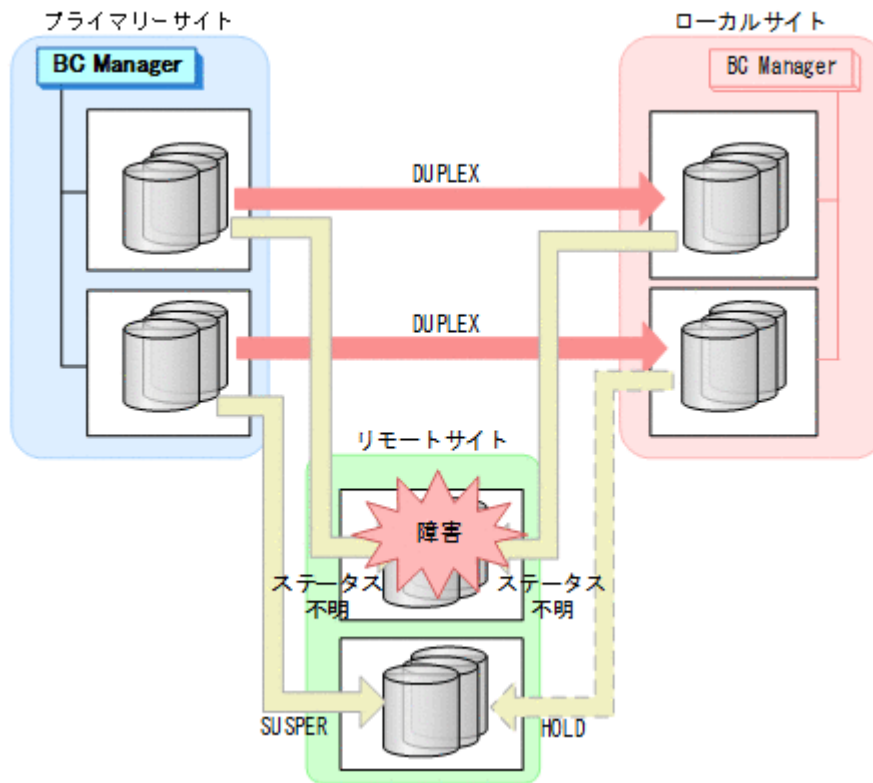 プライマリーサイト
ローカルサイト
BC Manager
BC Manager
DUPLEX
DUPLEX
リモートサイト
障害
ステータス
不明
ステータス
不明
SUSPER
HOLD